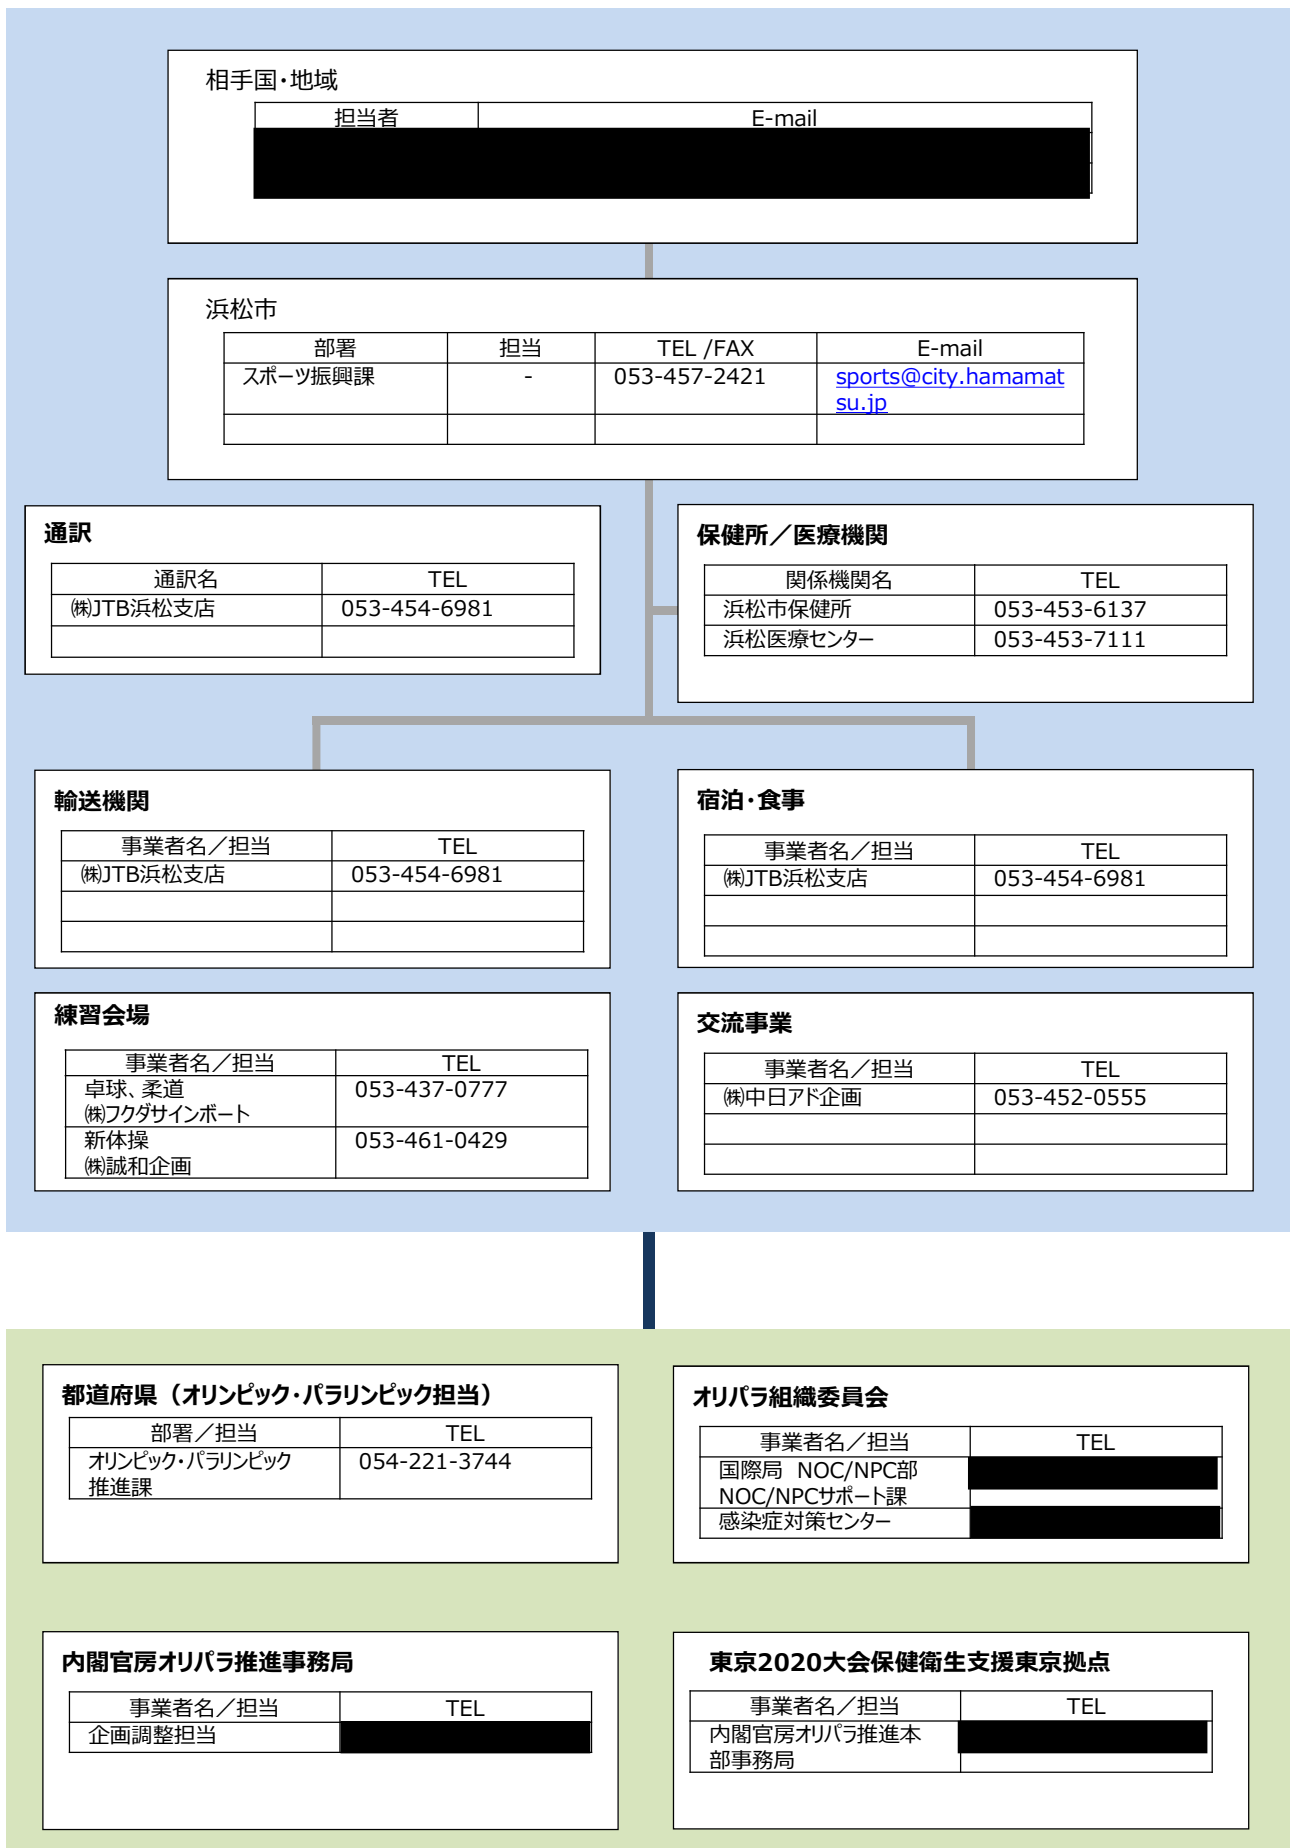 相手国・地域
担当者 E-mail
浜松市
部署 担当 TEL /FAX E-mail
スポーツ振興課 - 053-457-2421 sports@city.hamamat
su.jp
通訳
通訳名 TEL
㈱JTB浜松支店 053-454-6981
保健所／医療機関
関係機関名 TEL
浜松市保健所 053-453-6137
浜松医療センター 053-453-7111
輸送機関
事業者名／担当 TEL
㈱JTB浜松支店 053-454-6981
宿泊・食事
事業者名／担当 TEL
㈱JTB浜松支店 053-454-6981
練習会場
事業者名／担当 TEL
卓球、柔道 053-437-0777
㈱フクダサインボート
新体操 053-461-0429
㈱誠和企画
交流事業
事業者名／担当 TEL
㈱中日アド企画 053-452-0555
都道府県（オリンピック・パラリンピック担当）
部署／担当 TEL
オリンピック・パラリンピック 054-221-3744
推進課
オリパラ組織委員会
事業者名／担当 TEL
国際局 NOC/NPC部
NOC/NPCサポート課
感染症対策センター
内閣官房オリパラ推進事務局
事業者名／担当 TEL
企画調整担当
東京2020大会保健衛生支援東京拠点
事業者名／担当 TEL
内閣官房オリパラ推進本
部事務局